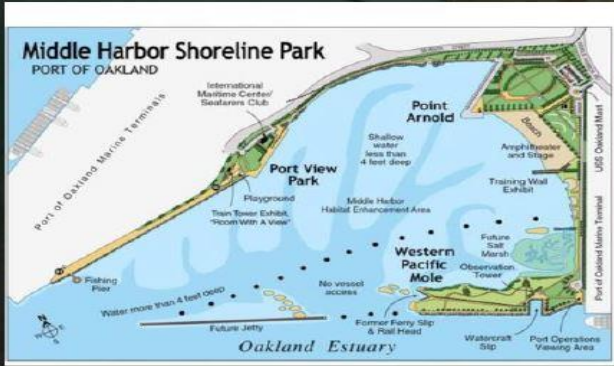 Middle Harbor Shoreline Park
PORT OF OAKLAND
International
Maritime Center/
Seafarers Club
Point
Arnold
Shallow
water
less than
4 feet deep
Beach
Amphitheater
and Stage
USS Oakland Mast
Port of Oakland Marine Terminals
Port View
Park
Playground
Train Tower Exhibit,
"Room With A View"
Middle Harbor
Habitat Enhancement Area
Training Wall
Exhibit
Western
Pacific
Mole
Future
Salt
Marsh
Observation
Tower
Port of Oakland Marine Terminal
Fishing
Pier
Water more than 4 feet deep
No vessel
access
Future Jetty
Former Ferry Slip
& Rail Head
Oakland Estuary
Watercraft
Slip
Port Operations
Viewing Area